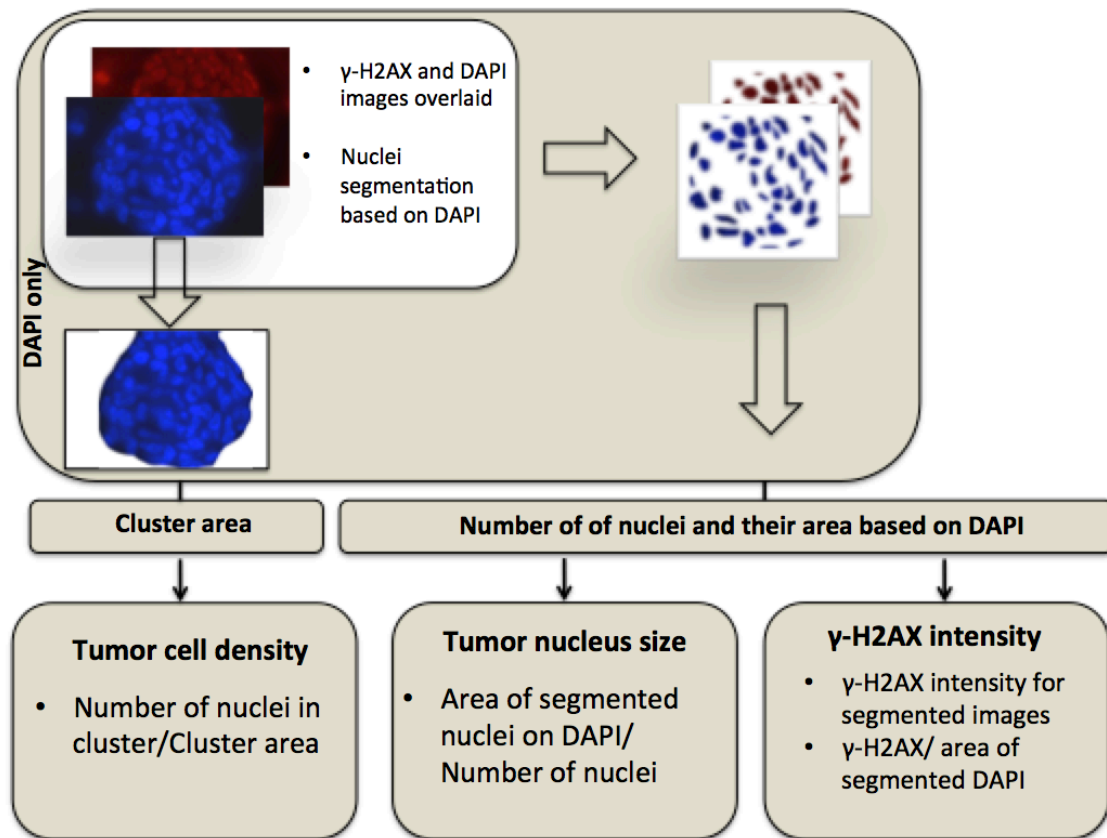 • γ-H2AX and DAPI
images overlaid
• Nuclei
segmentation
based on DAPI
DAPI only
Cluster area
Number of of nuclei and their area based on DAPI
Tumor cell density
• Number of nuclei in
cluster/Cluster area
Tumor nucleus size
• Area of segmented
nuclei on DAPI/
Number of nuclei
γ-H2AX intensity
• γ-H2AX intensity for
segmented images
• γ-H2AX/ area of
segmented DAPI